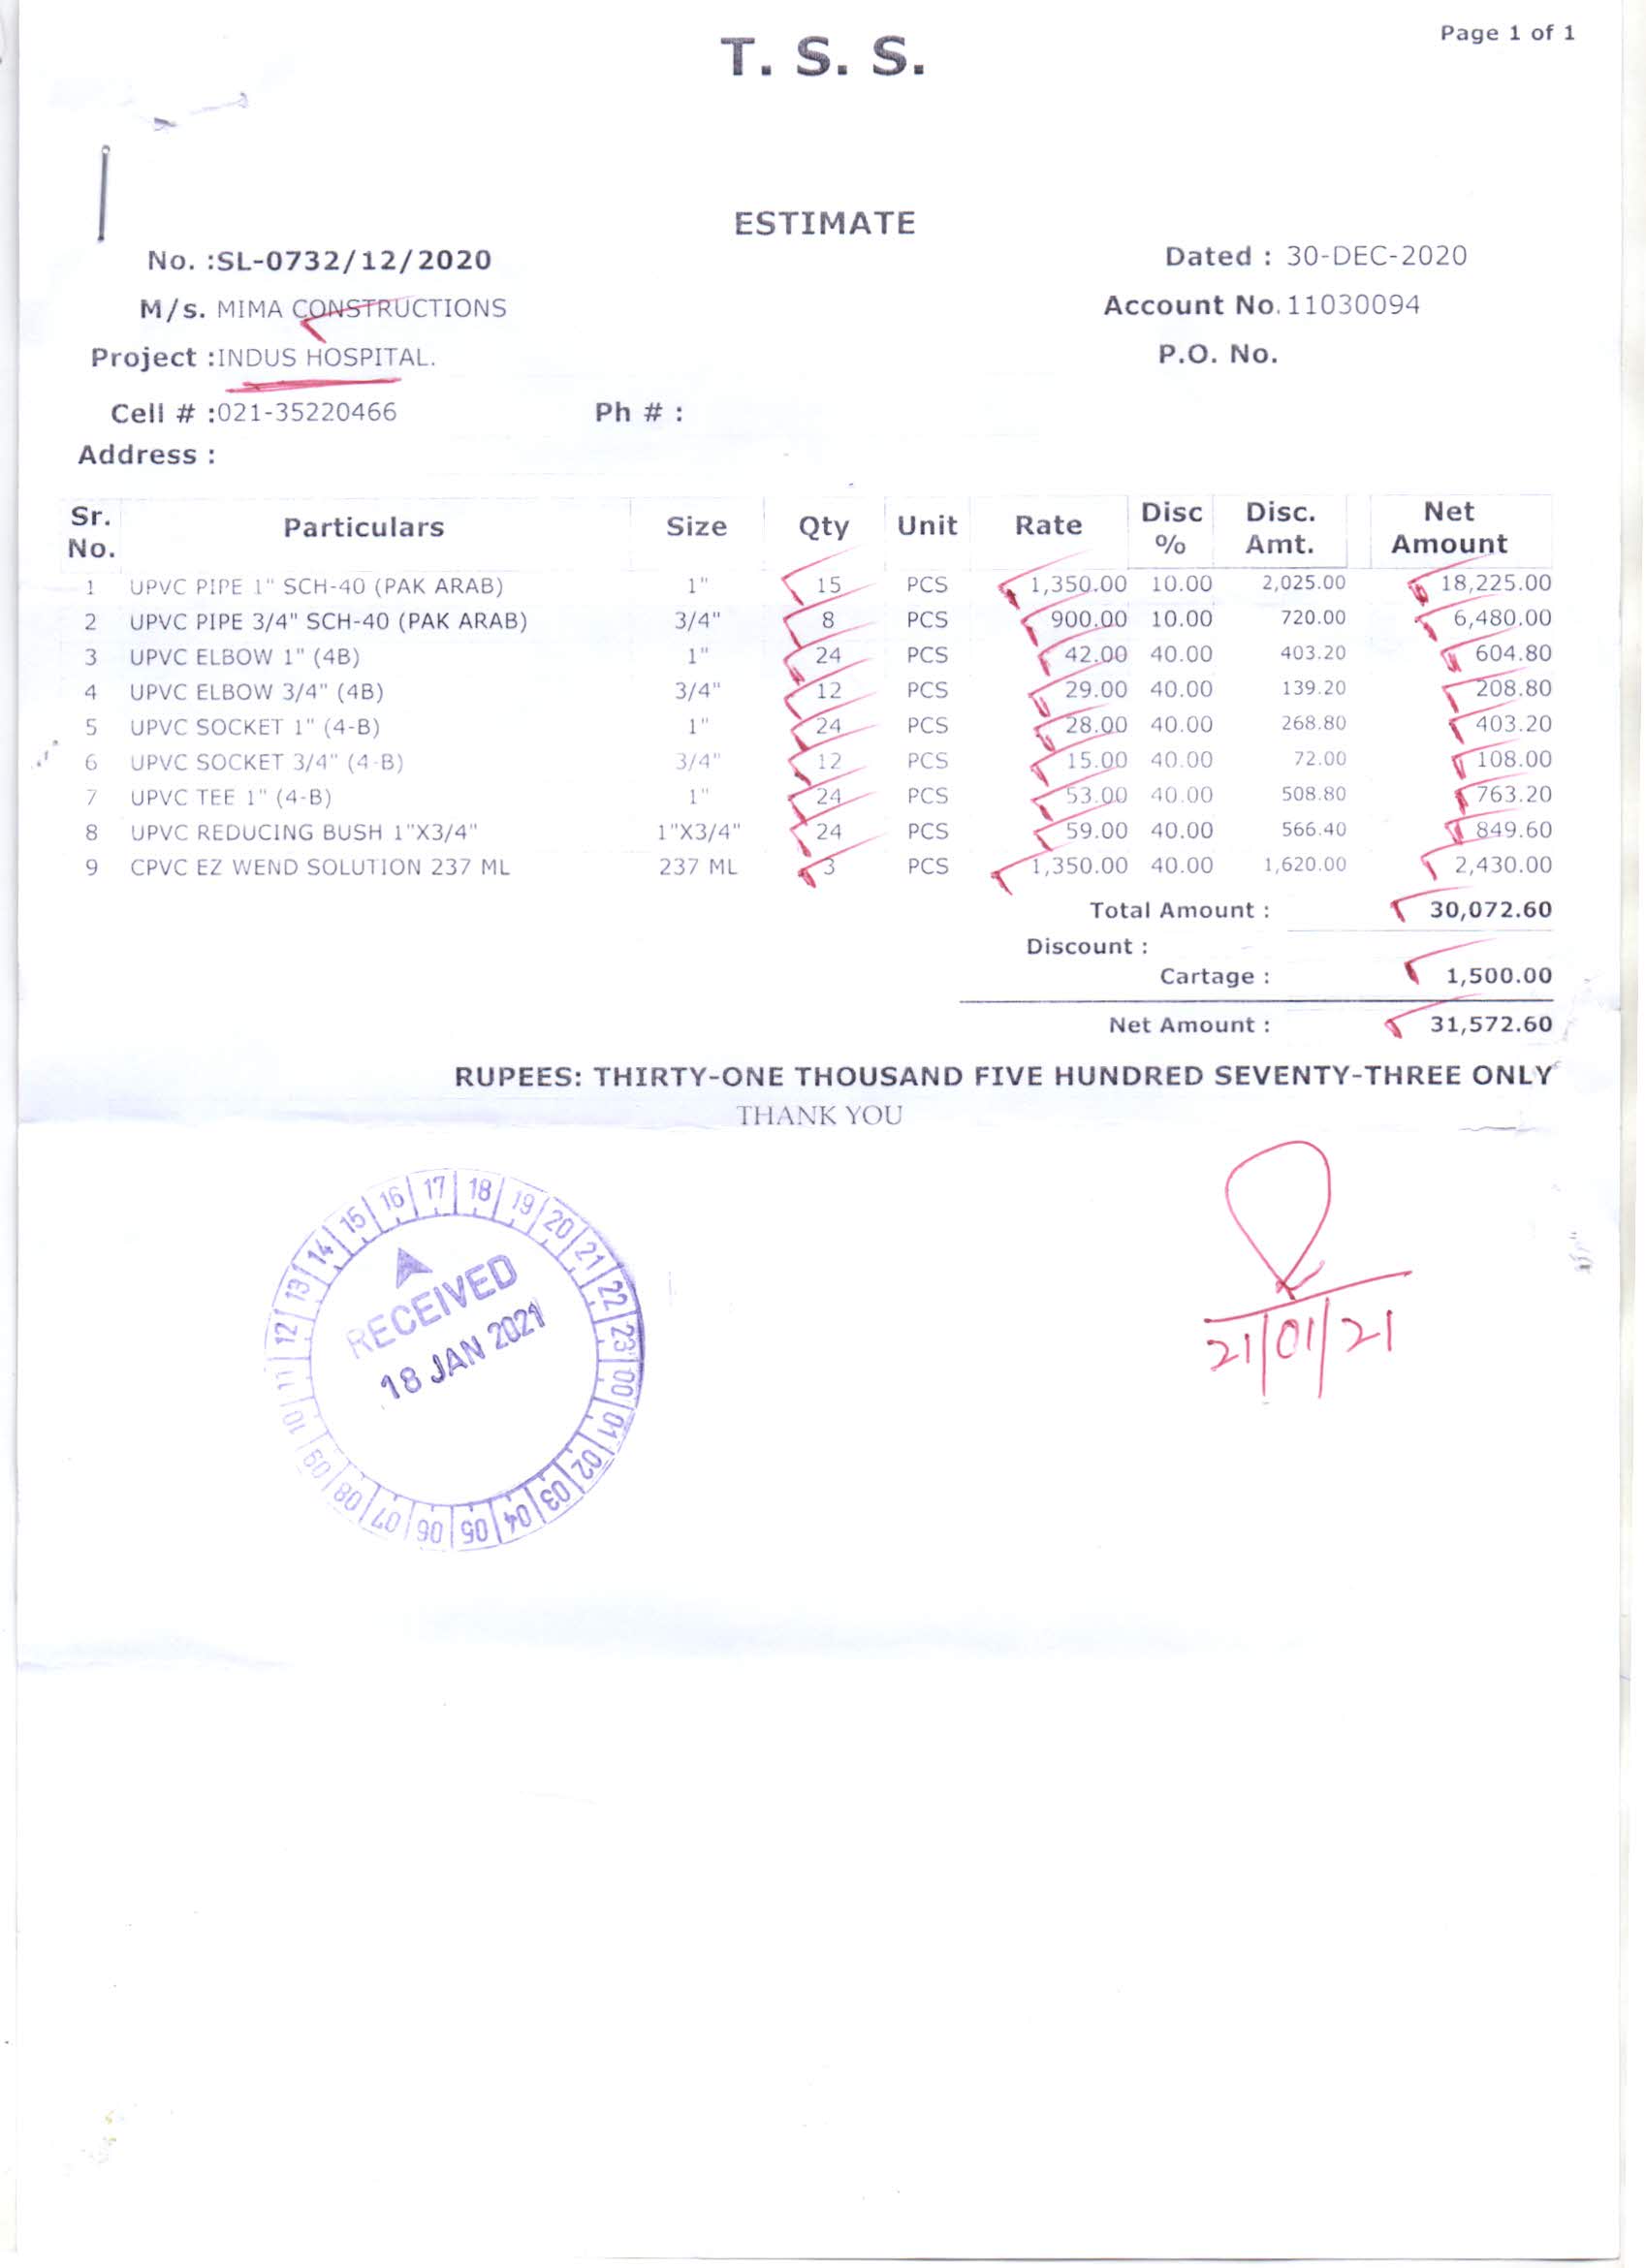 Page 1 of 1
T. S. S.
ESTIMATE
No. :SL-0732/12/2020
Dated : 30-DEC-2020
M/s. MIMA CONSTRUCTIONS
Account No. 11030094
Project :INDUS HOSPITAL.
P.O. No.
Cell # :021-35220466 Ph # :
Address :
Sr. No. Particulars Size Qty Unit Rate Disc % Disc. Amt. Net Amount
1 UPVC PIPE 1" SCH-40 (PAK ARAB) 1" 15 PCS 1,350.00 10.00 2,025.00 18,225.00
2 UPVC PIPE 3/4" SCH-40 (PAK ARAB) 3/4" 8 PCS 900.00 10.00 720.00 6,480.00
3 UPVC ELBOW 1" (4B) 1" 24 PCS 42.00 40.00 403.20 604.80
4 UPVC ELBOW 3/4" (4B) 3/4" 12 PCS 29.00 40.00 139.20 208.80
5 UPVC SOCKET 1" (4-B) 1" 24 PCS 28.00 40.00 268.80 403.20
6 UPVC SOCKET 3/4" (4-B) 3/4" 12 PCS 15.00 40.00 72.00 108.00
7 UPVC TEE 1" (4-B) 1" 24 PCS 53.00 40.00 508.80 763.20
8 UPVC REDUCING BUSH 1"X3/4" 1"X3/4" 24 PCS 59.00 40.00 566.40 849.60
9 CPVC EZ WEND SOLUTION 237 ML 237 ML 3 PCS 1,350.00 40.00 1,620.00 2,430.00
Total Amount : 30,072.60
Discount :
Cartage : 1,500.00
Net Amount : 31,572.60
RUPEES: THIRTY-ONE THOUSAND FIVE HUNDRED SEVENTY-THREE ONLY
THANK YOU
12 13 14 15 16 17 18 19 20 21 22 23 00 01 02 03 04 05 06 07 08 09 10 11
RECEIVED
18 JAN 2021
21/01/21